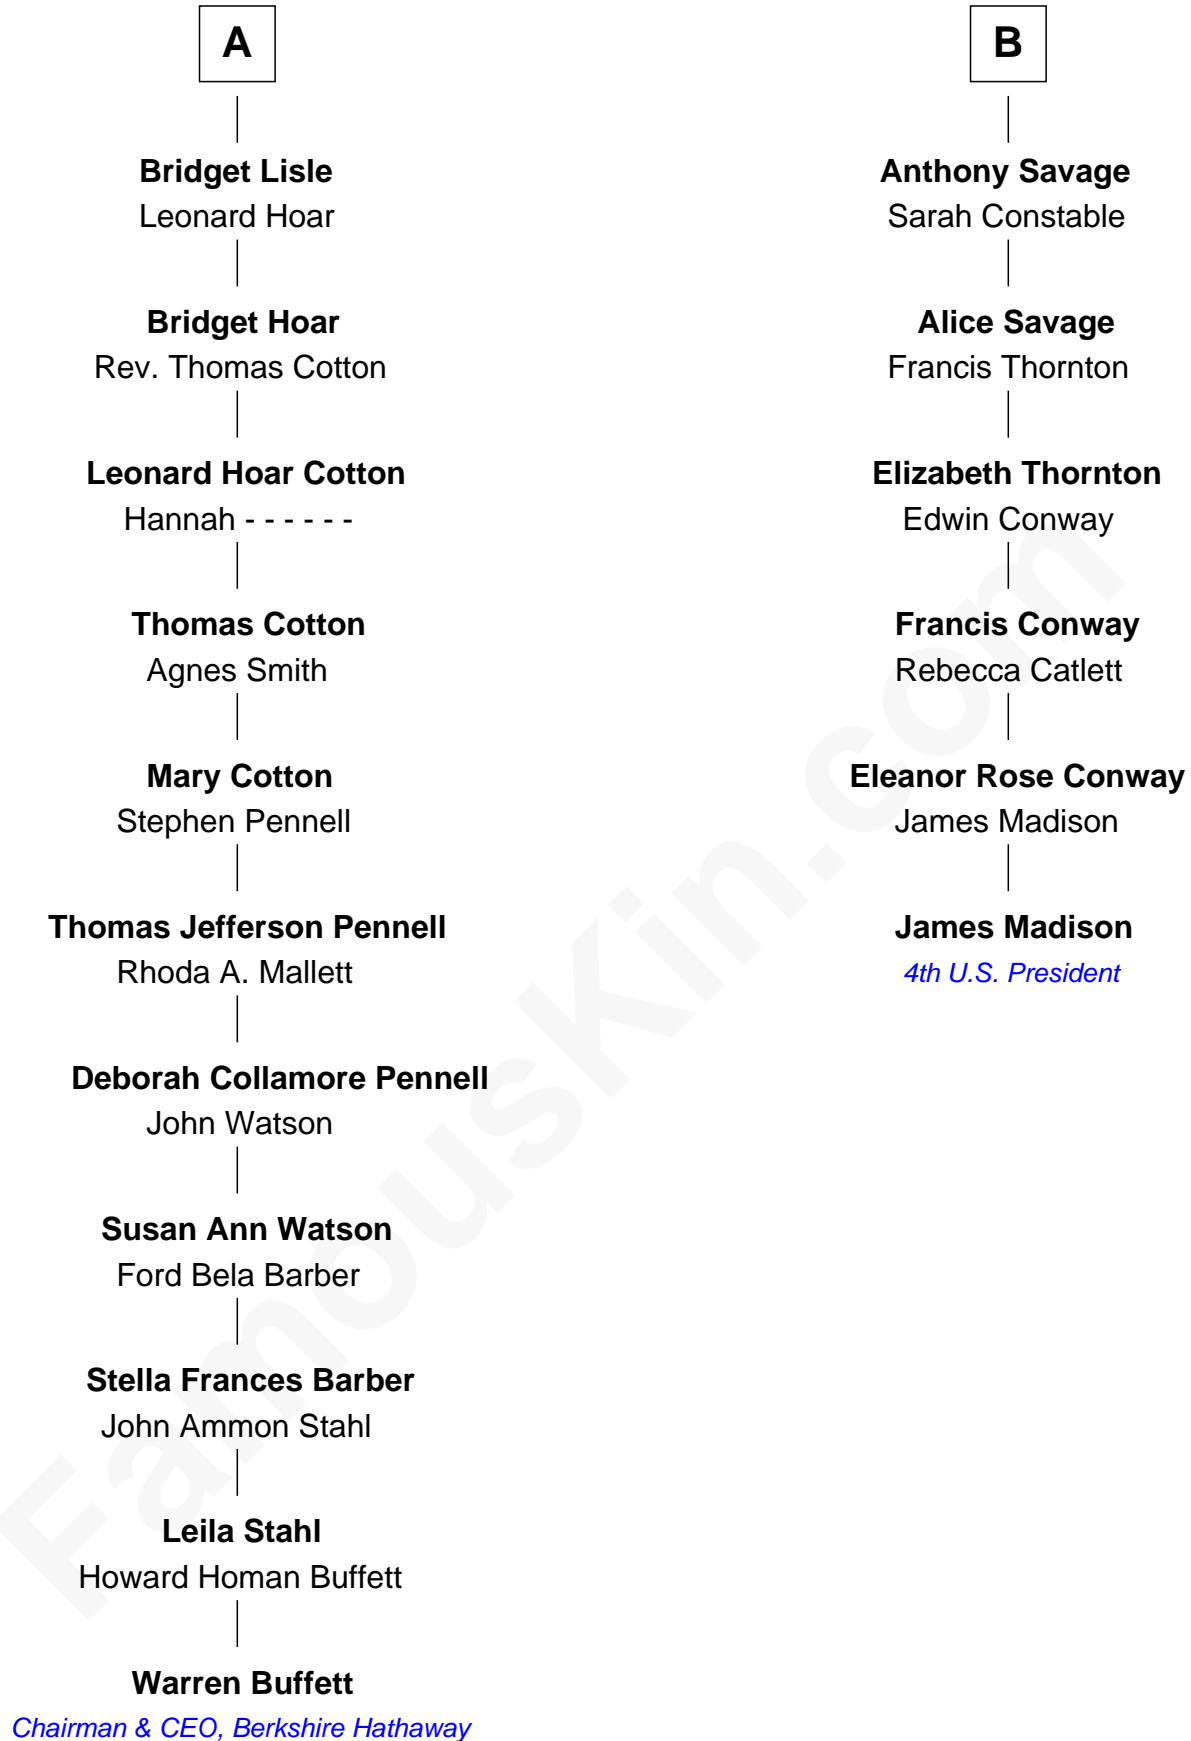 A
Bridget Lisle
Leonard Hoar
Bridget Hoar
Rev. Thomas Cotton
Leonard Hoar Cotton
Hannah - - - - - -
Thomas Cotton
Agnes Smith
Mary Cotton
Stephen Pennell
Thomas Jefferson Pennell
Rhoda A. Mallett
Deborah Collamore Pennell
John Watson
Susan Ann Watson
Ford Bela Barber
Stella Frances Barber
John Ammon Stahl
Leila Stahl
Howard Homan Buffett
Warren Buffett
Chairman & CEO, Berkshire Hathaway
B
Anthony Savage
Sarah Constable
Alice Savage
Francis Thornton
Elizabeth Thornton
Edwin Conway
Francis Conway
Rebecca Catlett
Eleanor Rose Conway
James Madison
James Madison
4th U.S. President
FamousKin.com